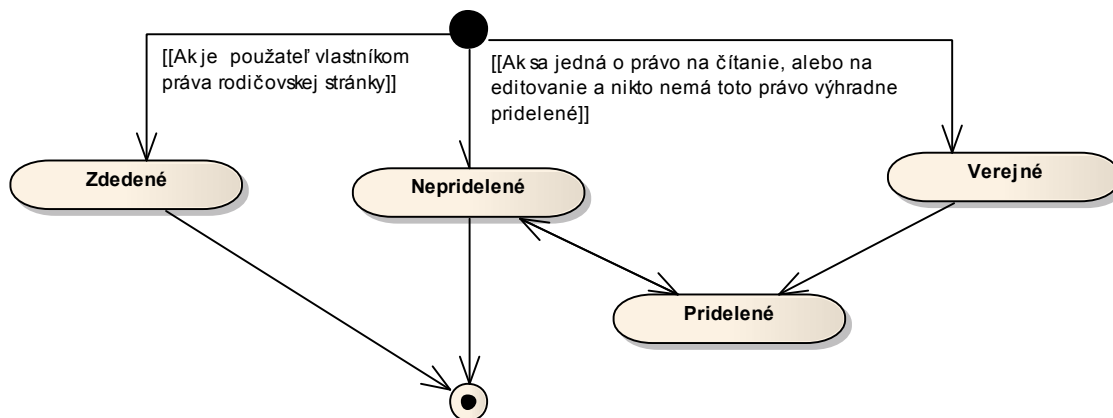 [[Ak je použateľ vlastníkom
práva rodičovskej stránky]]
[[Ak sa jedná o právo na čítanie, alebo na
editovanie a nikto nemá toto právo výhradne
pridelené]]
Zdedené
Nepridelené
Verejné
Pridelené